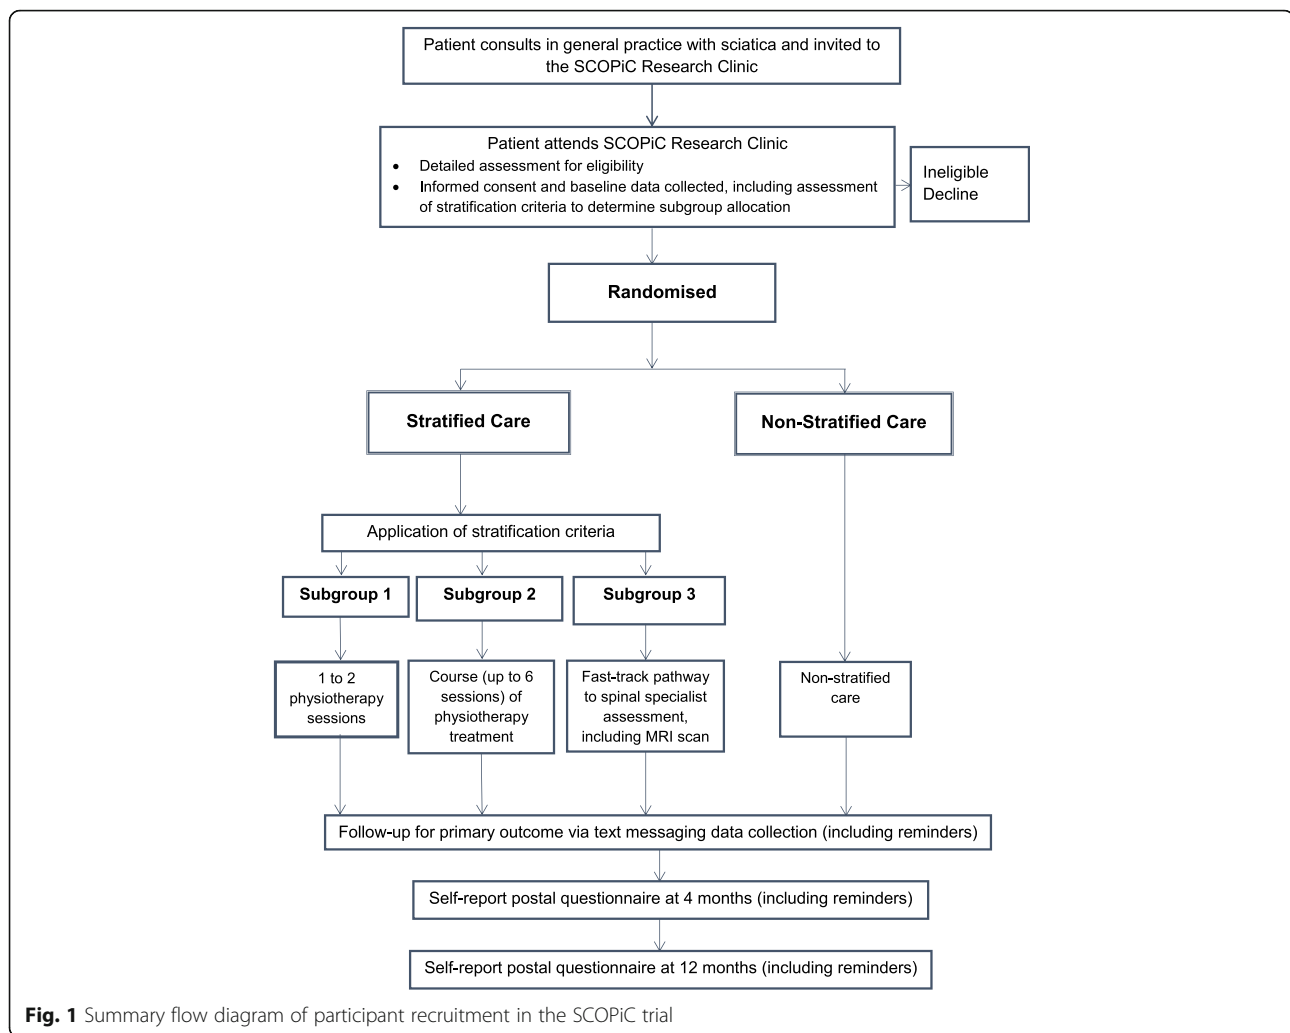 Patient consults in general practice with sciatica and invited to
the SCOPiC Research Clinic
Patient attends SCOPiC Research Clinic
• Detailed assessment for eligibility
• Informed consent and baseline data collected, including assessment
of stratification criteria to determine subgroup allocation
Ineligible
Decline
Randomised
Stratified Care
Non-Stratified Care
Application of stratification criteria
Subgroup 1
Subgroup 2
Subgroup 3
1 to 2
physiotherapy
sessions
Course (up to 6
sessions) of
physiotherapy
treatment
Fast-track pathway
to spinal specialist
assessment,
including MRI scan
Non-stratified
care
Follow-up for primary outcome via text messaging data collection (including reminders)
Self-report postal questionnaire at 4 months (including reminders)
Self-report postal questionnaire at 12 months (including reminders)
Fig. 1 Summary flow diagram of participant recruitment in the SCOPiC trial